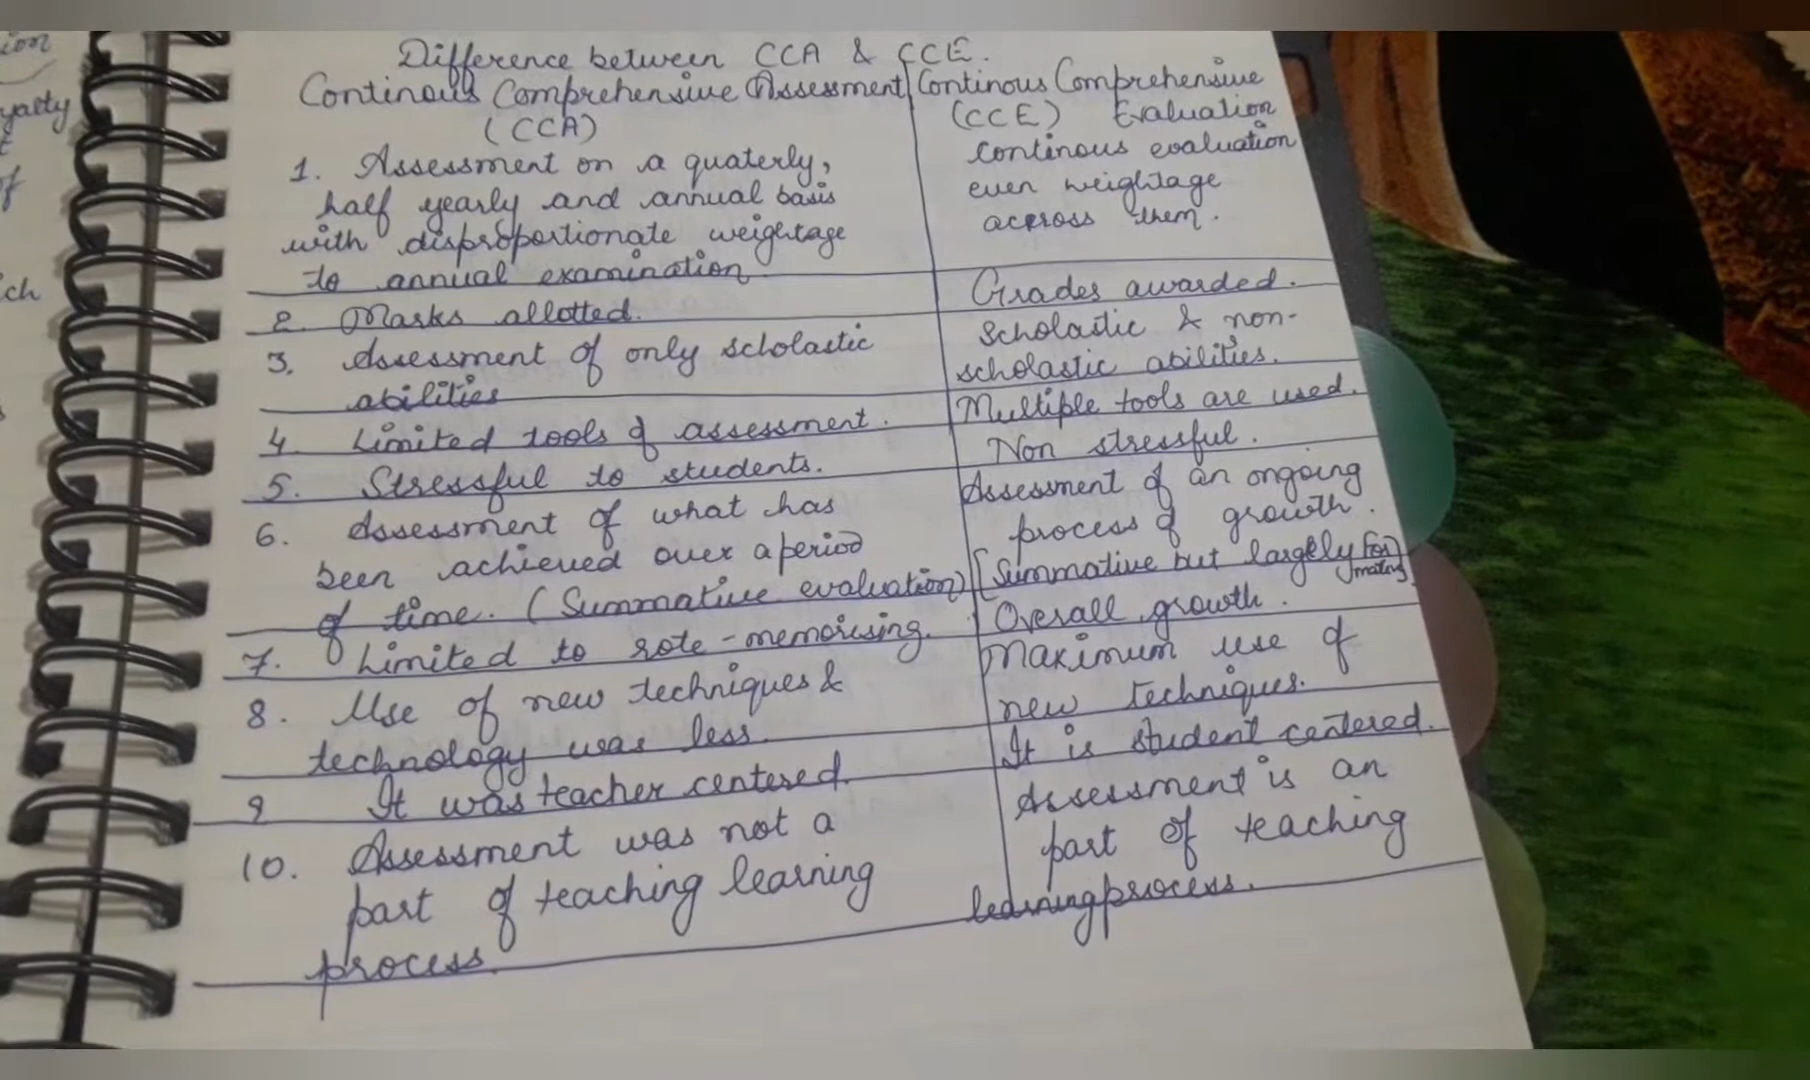 ion
yalty
t
of
ich
s
Difference between CCA & CCE.
Continous Comprehensive Assessment
(CCA)
Continous Comprehensive
(CCE) Evaluation
1. Assessment on a quaterly,
half yearly and annual basis
with disproportionate weightage
to annual examination
continous evaluation
even weightage
accross them.
2. Marks allotted.
Grades awarded.
3. Assessment of only scholastic
abilities
Scholastic & non-
scholastic abilities.
4. Limited tools of assessment.
Multiple tools are used.
5. Stressful to students.
Non stressful.
6. Assessment of what has
been achieved over a period
of time. (Summative evaluation)
Assessment of an ongoing
process of growth.
[Summative but largely for
mative]
7. Limited to rote-memorising.
Overall growth.
8. Use of new techniques &
technology was less.
Maximum use of
new techniques.
9 It was teacher centered.
It is student centered.
10. Assessment was not a
part of teaching learning
process.
Assessment is an
part of teaching
learning process.